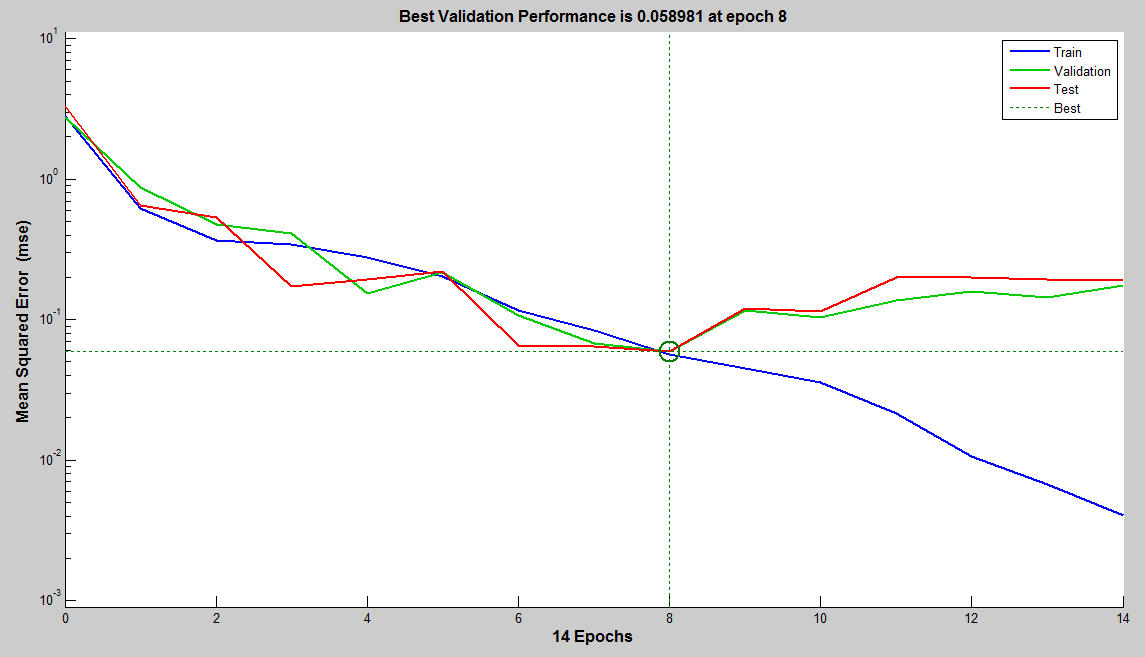 Best Validation Performance is 0.058981 at epoch 8
Train
Validation
Test
Best
Mean Squared Error (mse)
10^1
10^0
10^-1
10^-2
10^-3
0 2 4 6 8 10 12 14
14 Epochs